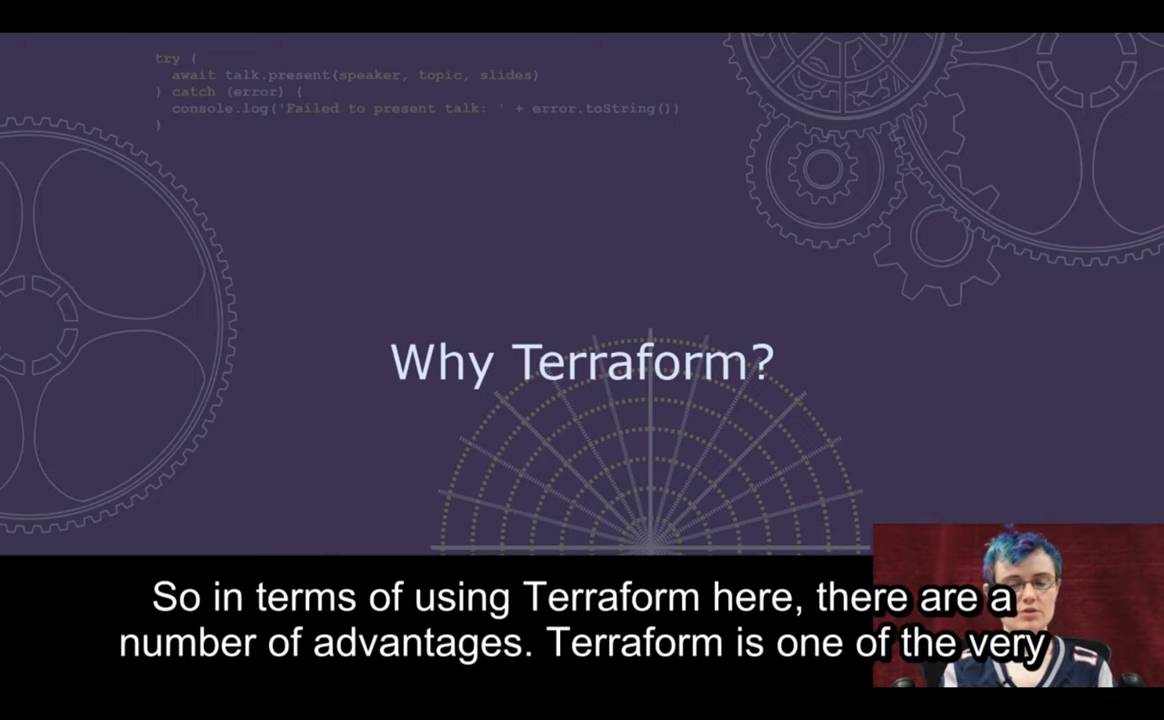 try {
await talk.present(speaker, topic, slides)
} catch (error) {
console.log('Failed to present talk: ' + error.toString())
}
Why Terraform?
So in terms of using Terraform here, there are a
number of advantages. Terraform is one of the very